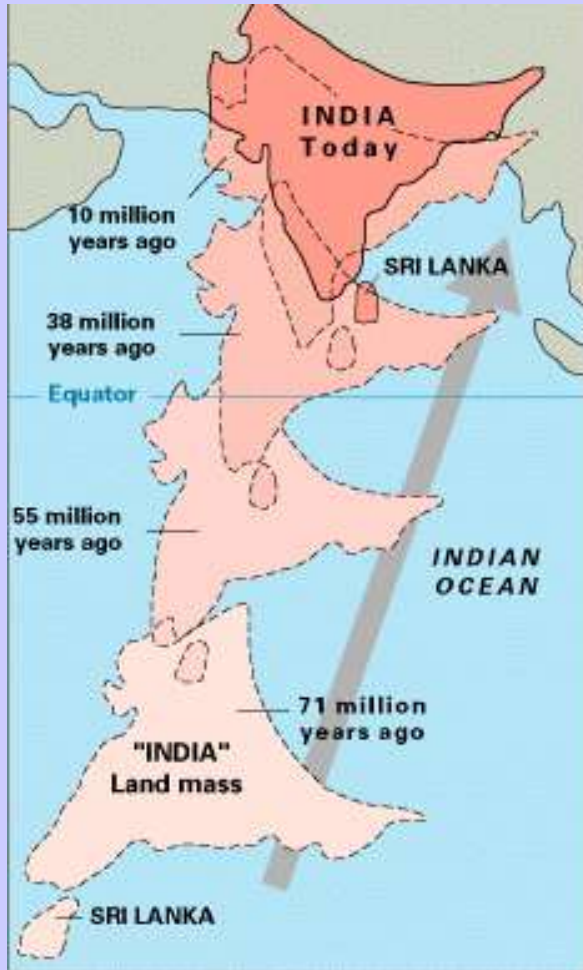 INDIA
Today
10 million
years ago
SRI LANKA
38 million
years ago
Equator
55 million
years ago
INDIAN
OCEAN
71 million
years ago
"INDIA"
Land mass
SRI LANKA